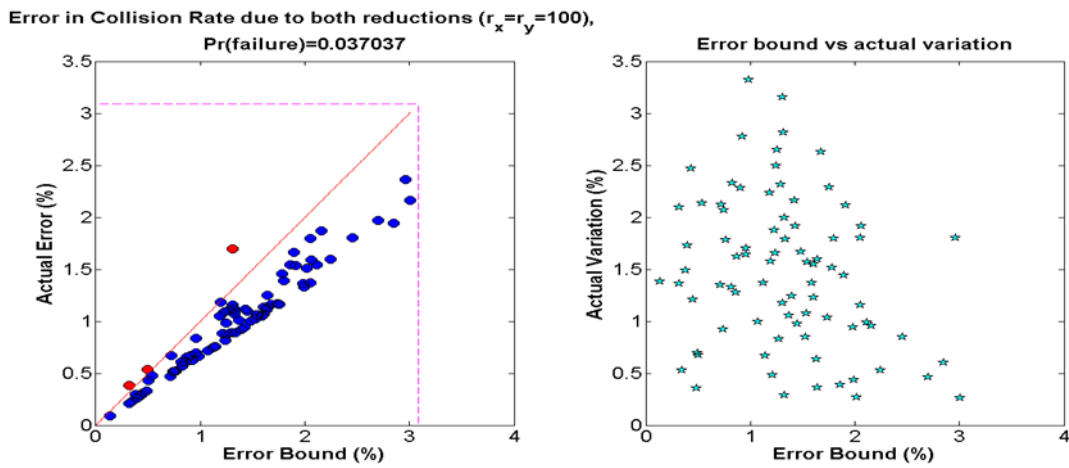 Error in Collision Rate due to both reductions (r_x=r_y=100),
Pr(failure)=0.037037
3.5
3
2.5
2
1.5
1
0.5
0
Actual Error (%)
0 1 2 3 4
Error Bound (%)
Error bound vs actual variation
3.5
3
2.5
2
1.5
1
0.5
0
Actual Variation (%)
0 1 2 3 4
Error Bound (%)